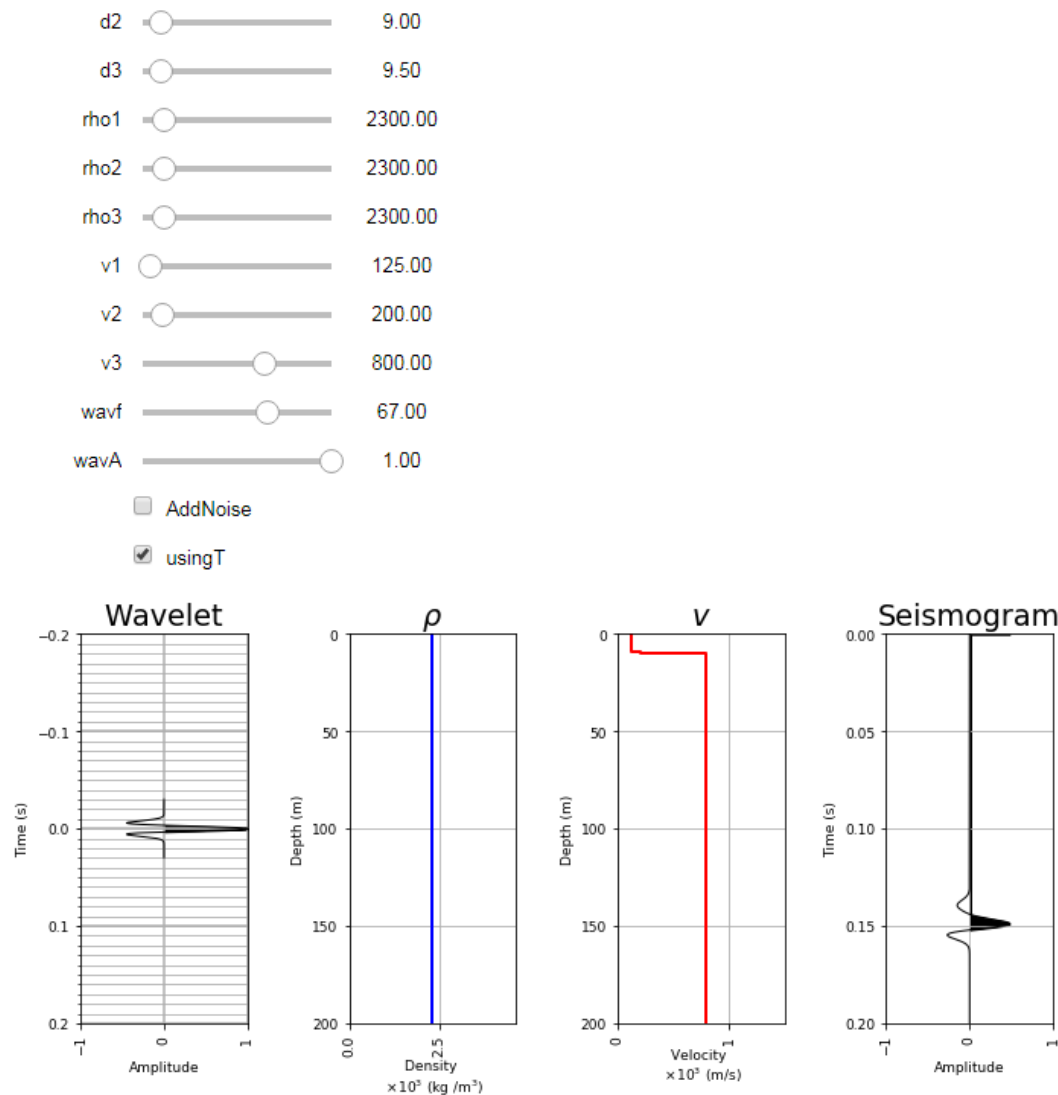 d2 9.00
d3 9.50
rho1 2300.00
rho2 2300.00
rho3 2300.00
v1 125.00
v2 200.00
v3 800.00
wavf 67.00
wavA 1.00
AddNoise
usingT
Wavelet
−0.2
−0.1
0.0
0.1
0.2
Time (s)
−1
0
1
Amplitude
ρ
0
50
100
150
200
Depth (m)
0.0
2.5
Density
×10³ (kg /m³)
v
0
50
100
150
200
Depth (m)
0
1
Velocity
×10³ (m/s)
Seismogram
0.00
0.05
0.10
0.15
0.20
Time (s)
−1
0
1
Amplitude